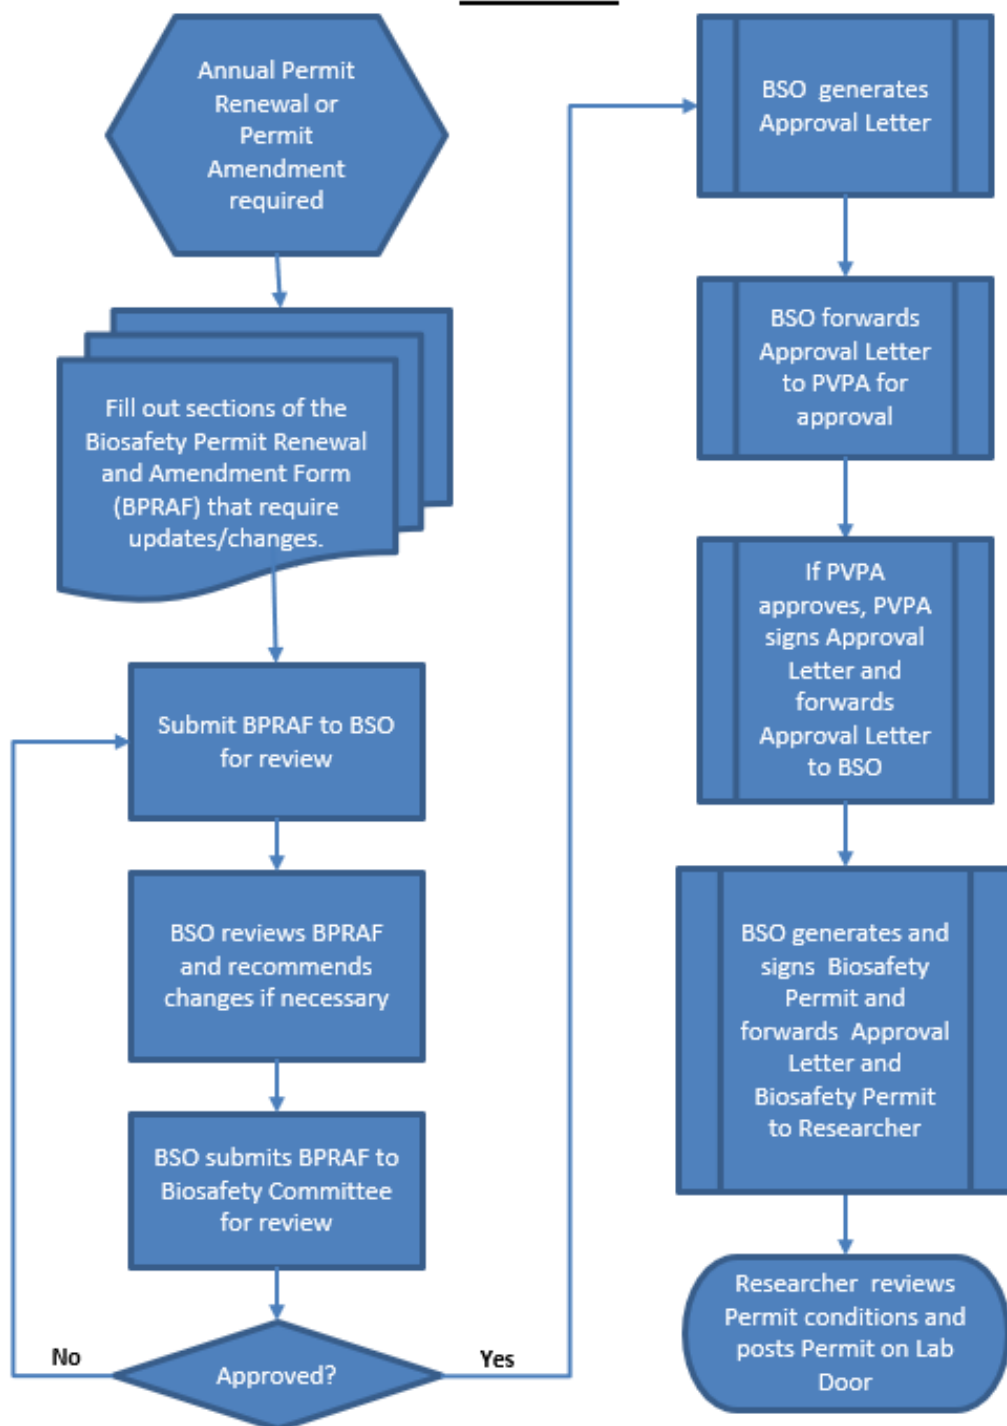 Annual Permit
Renewal or
Permit
Amendment
required
Fill out sections of the
Biosafety Permit Renewal
and Amendment Form
(BPRAF) that require
updates/changes.
Submit BPRAF to BSO
for review
BSO reviews BPRAF
and recommends
changes if necessary
BSO submits BPRAF to
Biosafety Committee
for review
No
Approved?
Yes
BSO generates
Approval Letter
BSO forwards
Approval Letter
to PVPA for
approval
If PVPA
approves, PVPA
signs Approval
Letter and
forwards
Approval Letter
to BSO
BSO generates and
signs Biosafety
Permit and
forwards Approval
Letter and
Biosafety Permit
to Researcher
Researcher reviews
Permit conditions and
posts Permit on Lab
Door